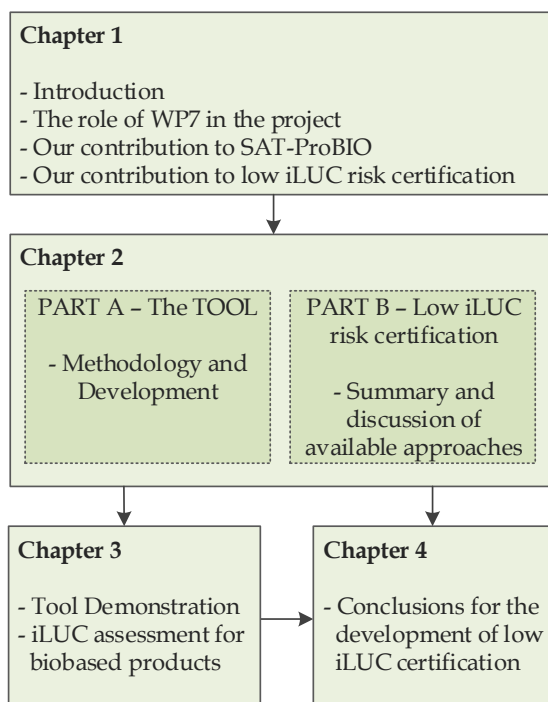 Chapter 1
- Introduction
- The role of WP7 in the project
- Our contribution to SAT-ProBIO
- Our contribution to low iLUC risk certification
Chapter 2
PART A – The TOOL
- Methodology and
Development
PART B – Low iLUC
risk certification
- Summary and
discussion of
available approaches
Chapter 3
- Tool Demonstration
- iLUC assessment for
biobased products
Chapter 4
- Conclusions for the
development of low
iLUC certification